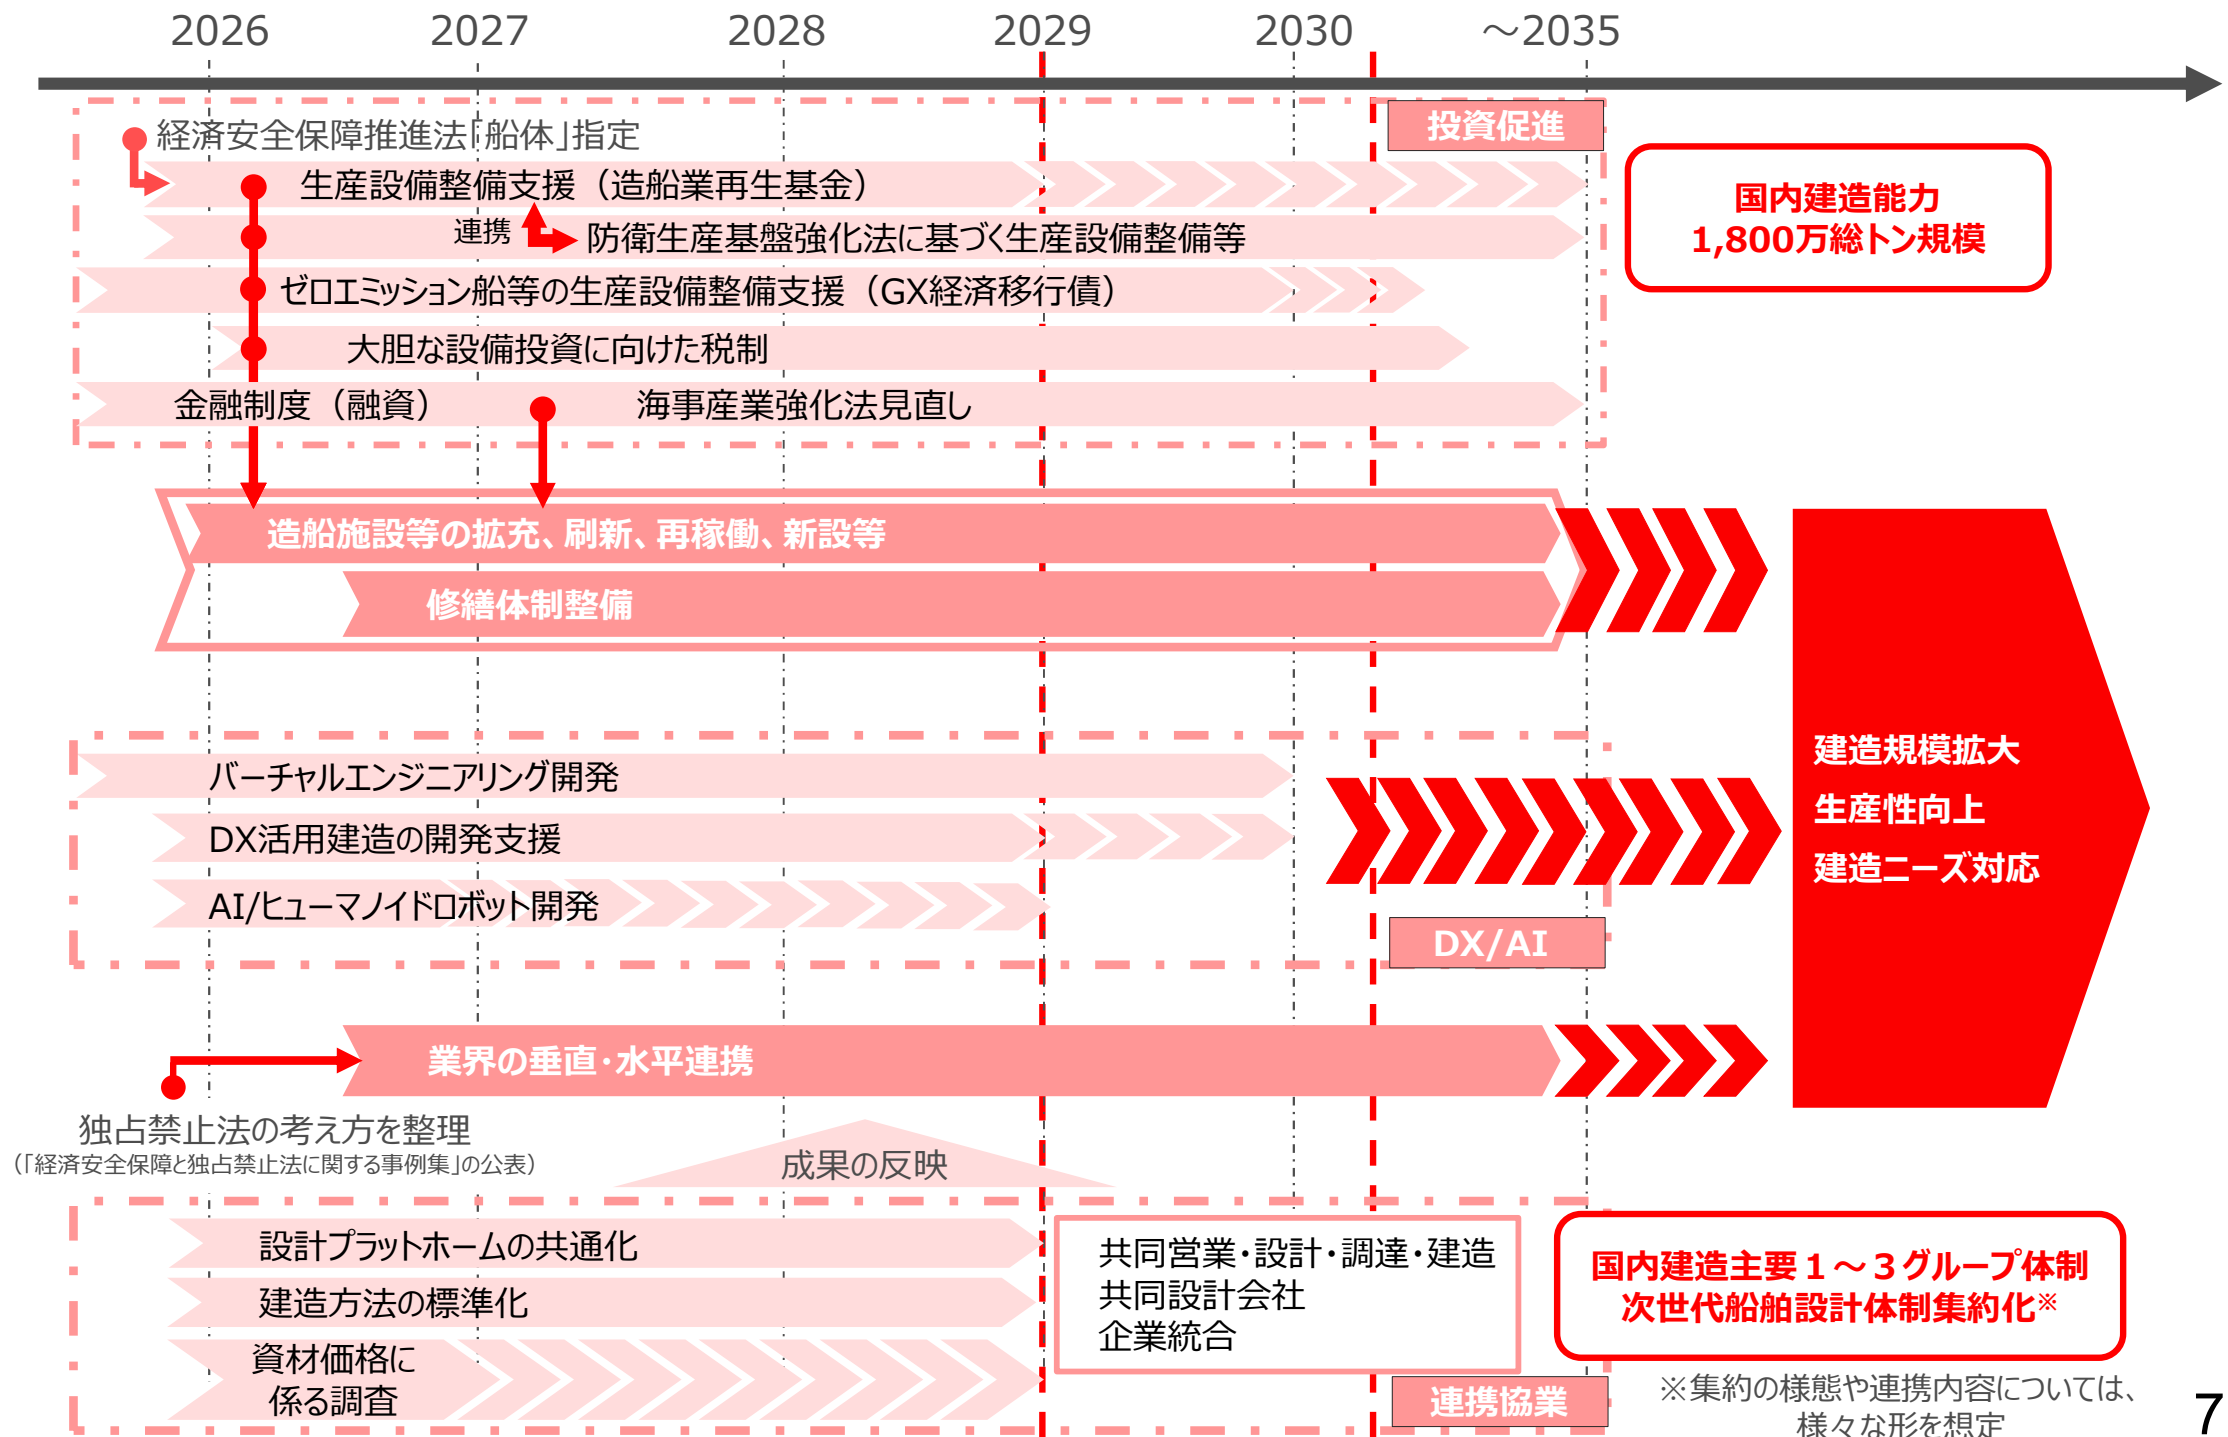 2026 2027 2028 2029 2030 ～2035
投資促進
経済安全保障推進法「船体」指定
生産設備整備支援（造船業再生基金）
連携
防衛生産基盤強化法に基づく生産設備整備等
ゼロエミッション船等の生産設備整備支援（GX経済移行債）
大胆な設備投資に向けた税制
金融制度（融資） 海事産業強化法見直し
国内建造能力
1,800万総トン規模
造船施設等の拡充、刷新、再稼働、新設等
修繕体制整備
バーチャルエンジニアリング開発
DX活用建造の開発支援
AI/ヒューマノイドロボット開発
DX/AI
建造規模拡大
生産性向上
建造ニーズ対応
業界の垂直・水平連携
独占禁止法の考え方を整理
（「経済安全保障と独占禁止法に関する事例集」の公表）
成果の反映
設計プラットホームの共通化
建造方法の標準化
資材価格に
係る調査
共同営業・設計・調達・建造
共同設計会社
企業統合
連携協業
国内建造主要１～３グループ体制
次世代船舶設計体制集約化※
※集約の様態や連携内容については、
様々な形を想定
7